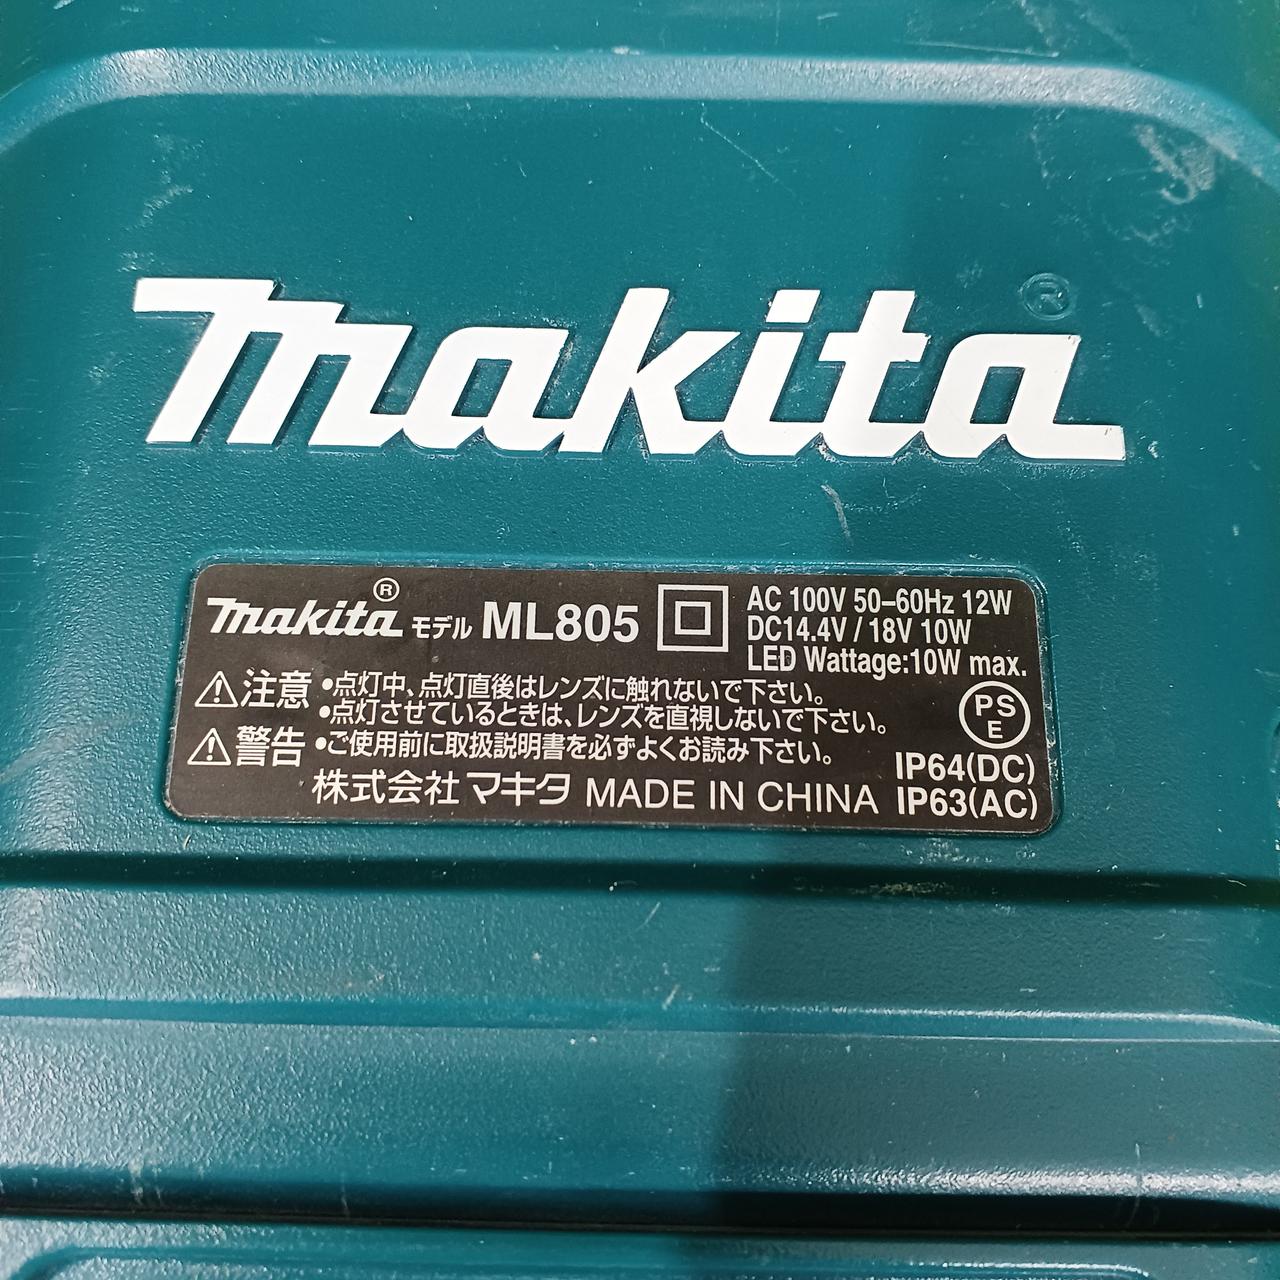 makita®
makita® モデル ML805
AC 100V 50–60Hz 12W
DC14.4V / 18V 10W
LED Wattage:10W max.
注意 •点灯中、点灯直後はレンズに触れないで下さい。
•点灯させているときは、レンズを直視しないで下さい。
警告 •ご使用前に取扱説明書を必ずよくお読み下さい。
PS
E
IP64(DC)
株式会社 マキタ MADE IN CHINA IP63(AC)